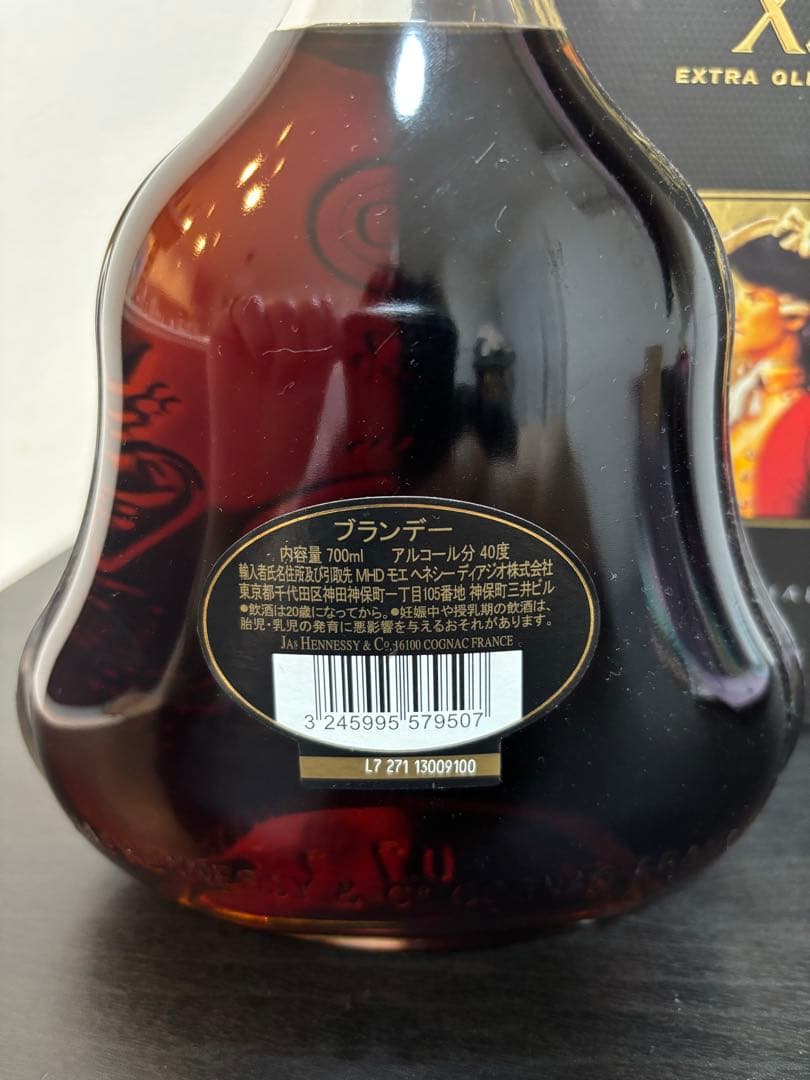 EXTRA OL
ブランデー
内容量 700ml アルコール分 40度
輸入者氏名住所及び引取先 MHD モエ ヘネシー ディアジオ株式会社
東京都千代田区神田神保町一丁目105番地 神保町三井ビル
●飲酒は20歳になってから。●妊娠中や授乳期の飲酒は、
胎児・乳児の発育に悪影響を与えるおそれがあります。
JAS HENNESSY & CO, 16100 COGNAC FRANCE
3 245995 579507
L7 271 13009100